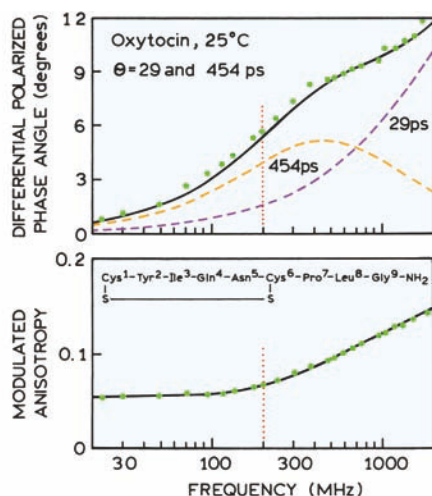 12
9
6
3
0
DIFFERENTIAL POLARIZED
PHASE ANGLE (degrees)
Oxytocin, 25°C
Θ=29 and 454 ps
454ps
29ps
0.2
0.1
0
MODULATED
ANISOTROPY
Cys¹-Tyr²-Ile³-Gln⁴-Asn⁵-Cys⁶-Pro⁷-Leu⁸-Gly⁹-NH₂
S S
30 100 300 1000
FREQUENCY (MHz)